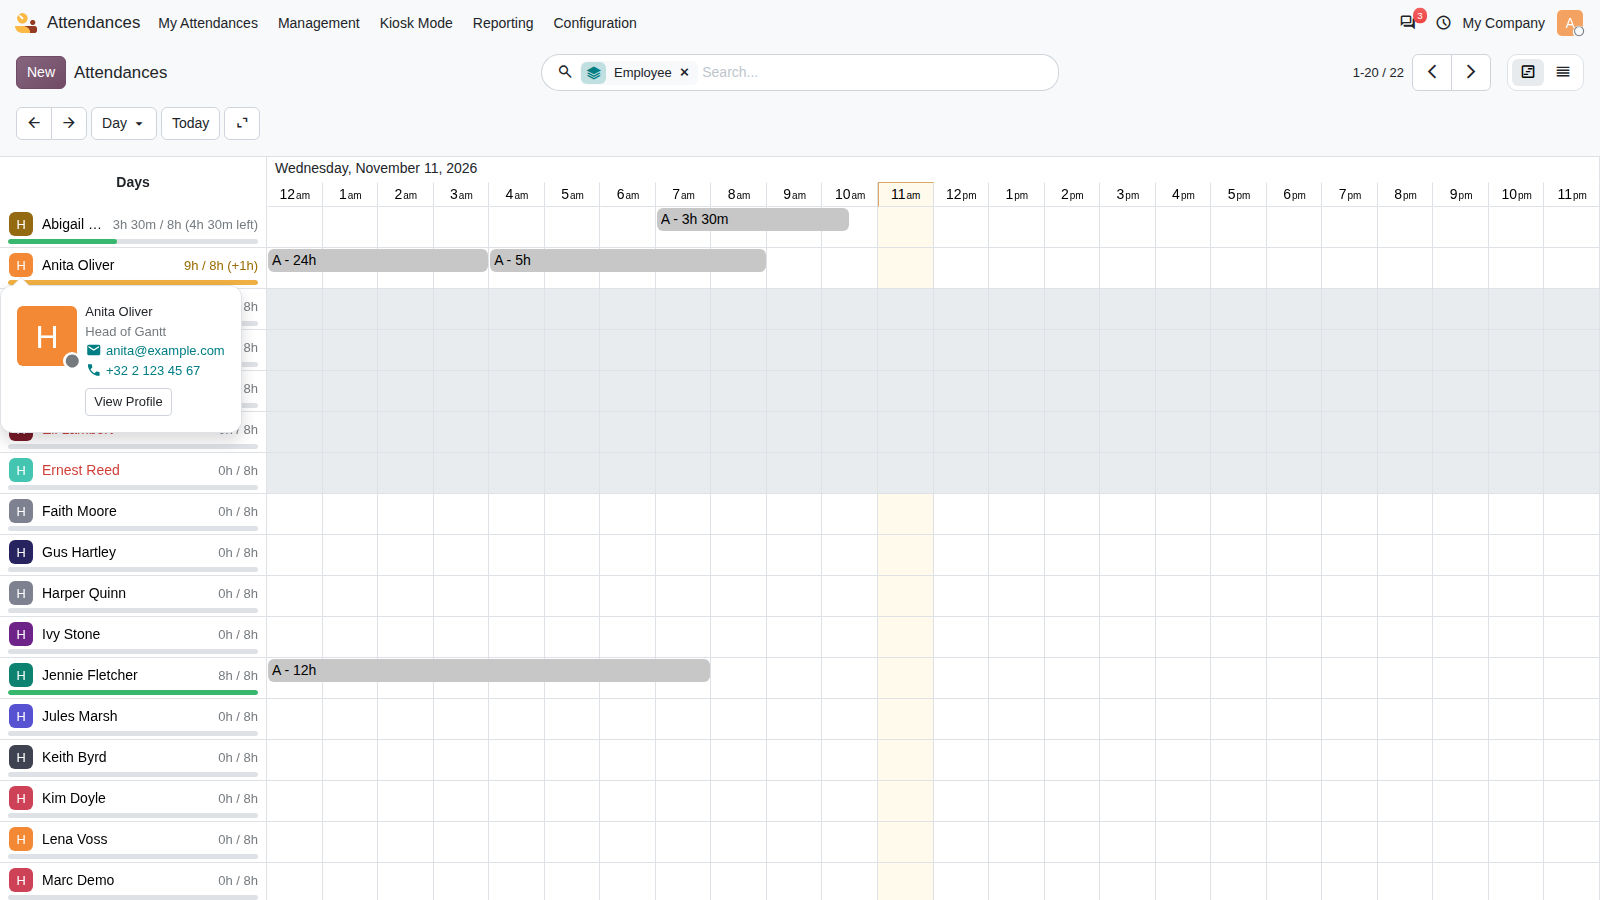 Attendances My Attendances Management Kiosk Mode Reporting Configuration 3 My Company A
New Attendances Employee Search... 1-20 / 22
Day Today
Days
Wednesday, November 11, 2026
12am 1am 2am 3am 4am 5am 6am 7am 8am 9am 10am 11am 12pm 1pm 2pm 3pm 4pm 5pm 6pm 7pm 8pm 9pm 10pm 11pm
H Abigail ... 3h 30m / 8h (4h 30m left) A - 3h 30m
H Anita Oliver 9h / 8h (+1h) A - 24h A - 5h
8h
8h
8h
8h
H
Anita Oliver
Head of Gantt
anita@example.com
+32 2 123 45 67
View Profile
H Ernest Reed 0h / 8h
H Faith Moore 0h / 8h
H Gus Hartley 0h / 8h
H Harper Quinn 0h / 8h
H Ivy Stone 0h / 8h
H Jennie Fletcher 8h / 8h A - 12h
H Jules Marsh 0h / 8h
H Keith Byrd 0h / 8h
H Kim Doyle 0h / 8h
H Lena Voss 0h / 8h
H Marc Demo 0h / 8h